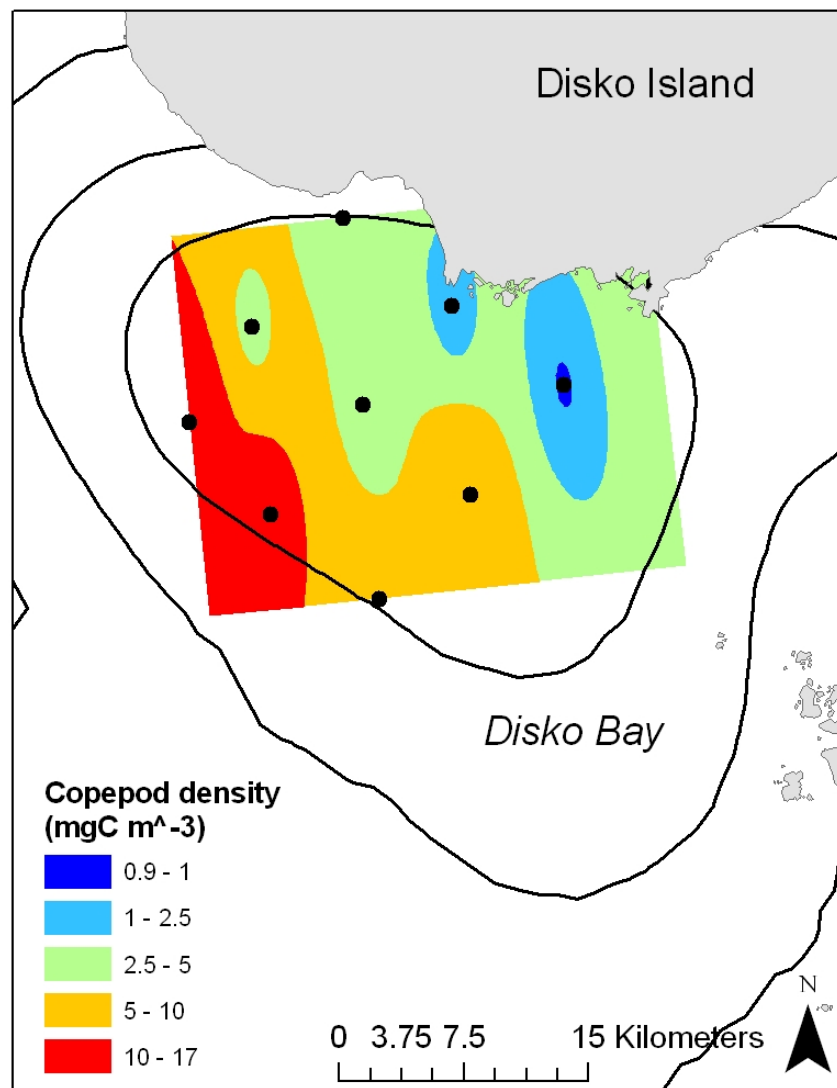 Disko Island
Disko Bay
Copepod density
(mgC m^-3)
0.9 - 1
1 - 2.5
2.5 - 5
5 - 10
10 - 17
0 3.75 7.5 15 Kilometers
N